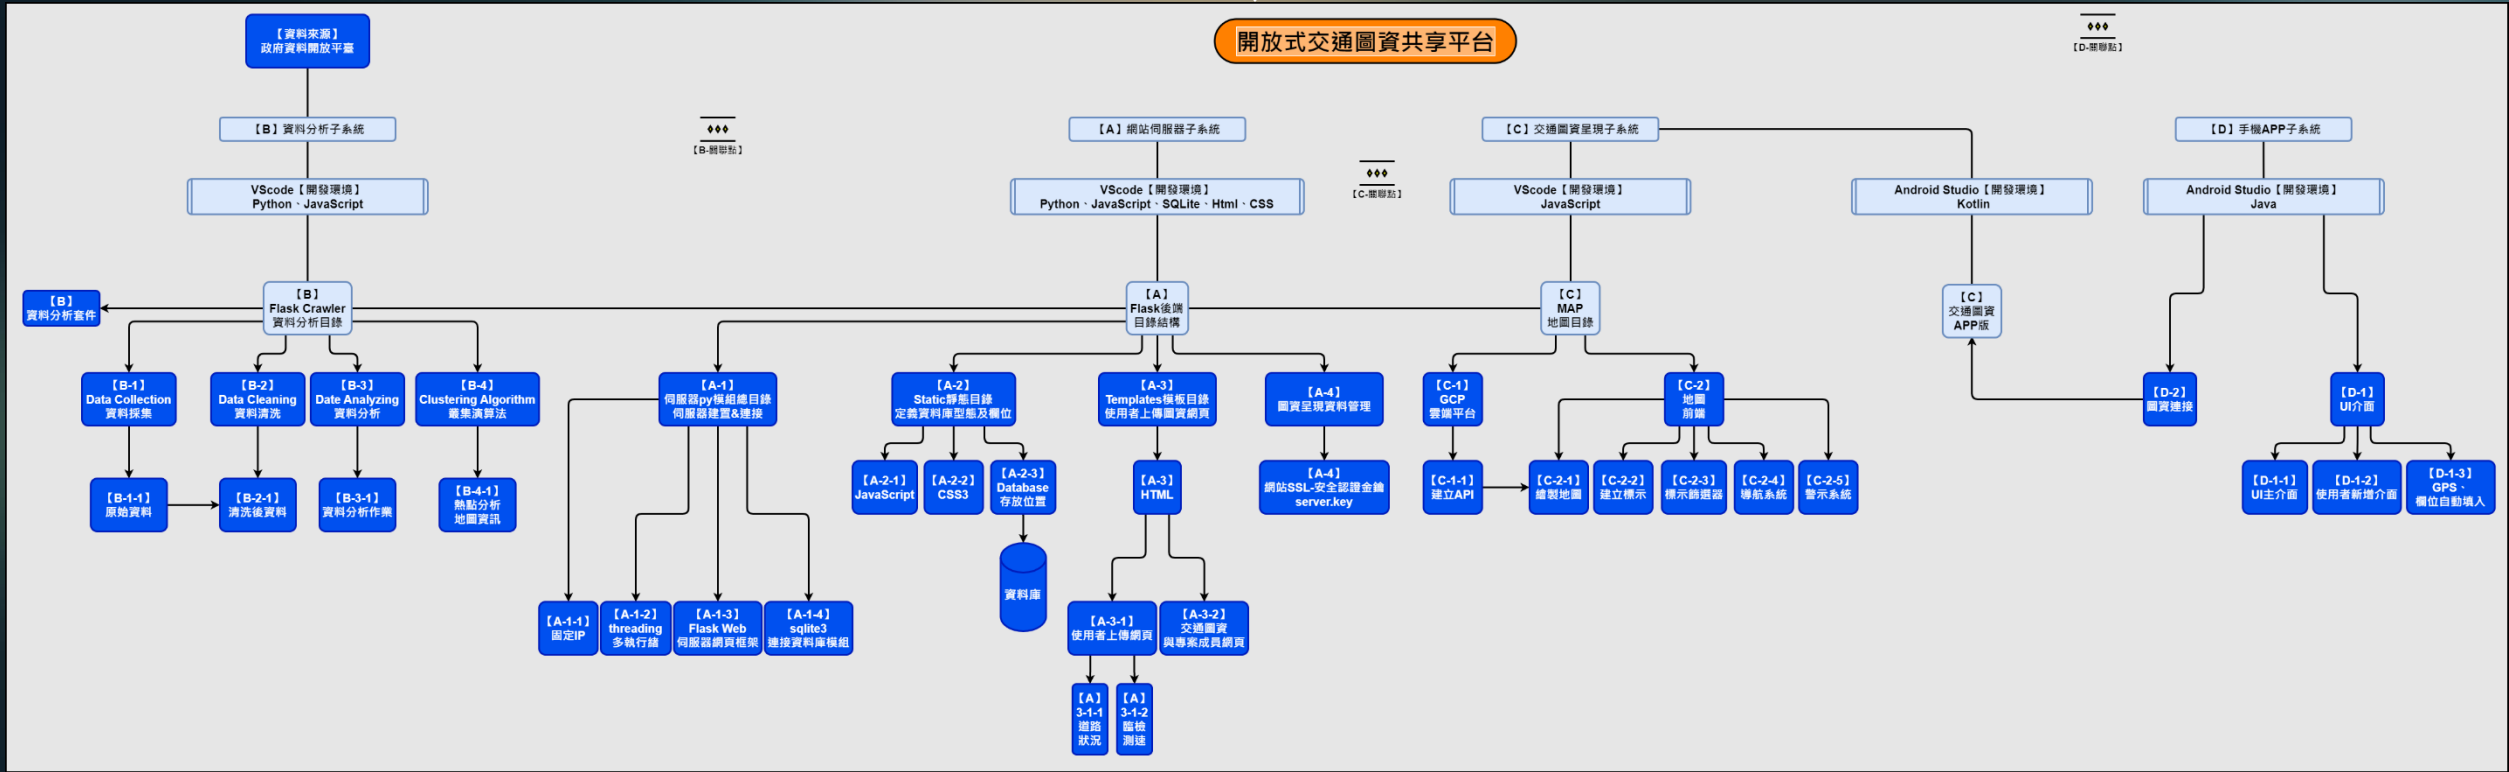 【資料來源】
政府資料開放平臺
開放式交通圖資共享平台
【D-關聯點】
【B】資料分析子系統
【B-關聯點】
【A】網站伺服器子系統
【C-關聯點】
【C】交通圖資呈現子系統
【D】手機APP子系統
VScode【開發環境】
Python、JavaScript
VScode【開發環境】
Python、JavaScript、SQLite、Html、CSS
VScode【開發環境】
JavaScript
Android Studio【開發環境】
Kotlin
Android Studio【開發環境】
Java
【B】
資料分析套件
【B】
Flask Crawler
資料分析目錄
【A】
Flask後端
目錄結構
【C】
MAP
地圖目錄
【C】
交通圖資
APP版
【B-1】
Data Collection
資料採集
【B-2】
Data Cleaning
資料清洗
【B-3】
Date Analyzing
資料分析
【B-4】
Clustering Algorithm
叢集演算法
【A-1】
伺服器py模組總目錄
伺服器建置&連接
【A-2】
Static靜態目錄
定義資料庫型態及欄位
【A-3】
Templates模板目錄
使用者上傳圖資網頁
【A-4】
圖資呈現資料管理
【C-1】
GCP
雲端平台
【C-2】
地圖
前端
【D-2】
圖資連接
【D-1】
UI介面
【B-1-1】
原始資料
【B-2-1】
清洗後資料
【B-3-1】
資料分析作業
【B-4-1】
熱點分析
地圖資訊
【A-2-1】
JavaScript
【A-2-2】
CSS3
【A-2-3】
Database
存放位置
【A-3】
HTML
【A-4】
網站SSL-安全認證金鑰
server.key
【C-1-1】
建立API
【C-2-1】
繪製地圖
【C-2-2】
建立標示
【C-2-3】
標示篩選器
【C-2-4】
導航系統
【C-2-5】
警示系統
【D-1-1】
UI主介面
【D-1-2】
使用者新增介面
【D-1-3】
GPS、
欄位自動填入
資料庫
【A-1-1】
固定IP
【A-1-2】
threading
多執行緒
【A-1-3】
Flask Web
伺服器網頁框架
【A-1-4】
sqlite3
連接資料庫模組
【A-3-1】
使用者上傳網頁
【A-3-2】
交通圖資
與專案成員網頁
【A】
3-1-1
道路
狀況
【A】
3-1-2
臨檢
測速